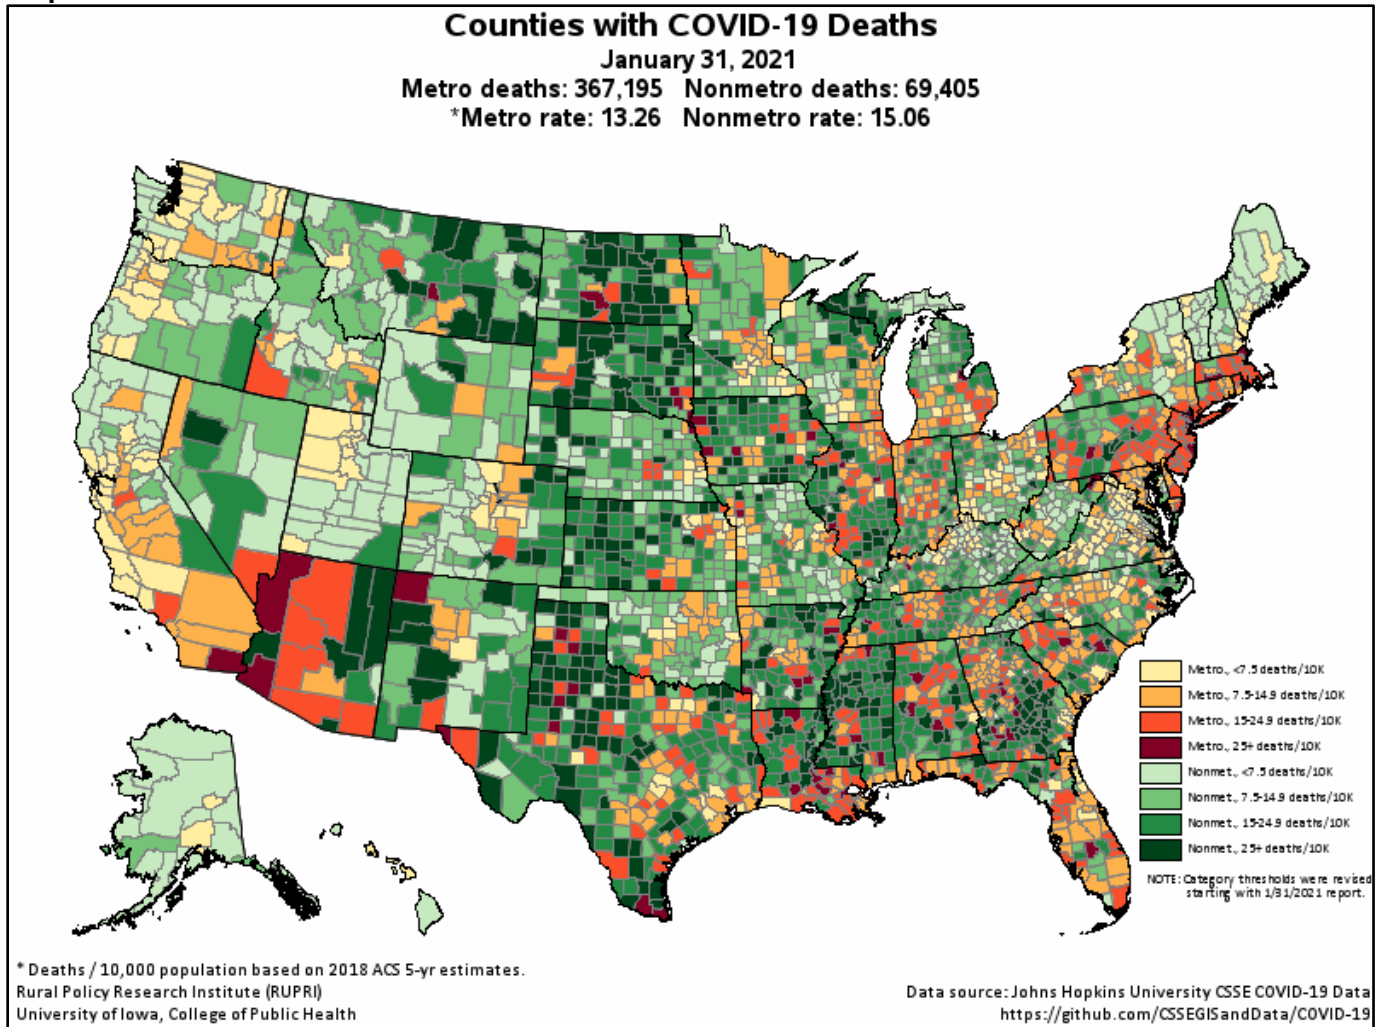 Counties with COVID-19 Deaths
January 31, 2021
Metro deaths: 367,195 Nonmetro deaths: 69,405
*Metro rate: 13.26 Nonmetro rate: 15.06
Metro., <7.5 deaths/10K
Metro., 7.5-14.9 deaths/10K
Metro., 15-24.9 deaths/10K
Metro., 25+ deaths/10K
Nonmet., <7.5 deaths/10K
Nonmet., 7.5-14.9 deaths/10K
Nonmet., 15-24.9 deaths/10K
Nonmet., 25+ deaths/10K
NOTE: Category thresholds were revised
starting with 1/31/2021 report.
* Deaths / 10,000 population based on 2018 ACS 5-yr estimates.
Rural Policy Research Institute (RUPRI)
University of Iowa, College of Public Health
Data source: Johns Hopkins University CSSE COVID-19 Data
https://github.com/CSSEGISandData/COVID-19